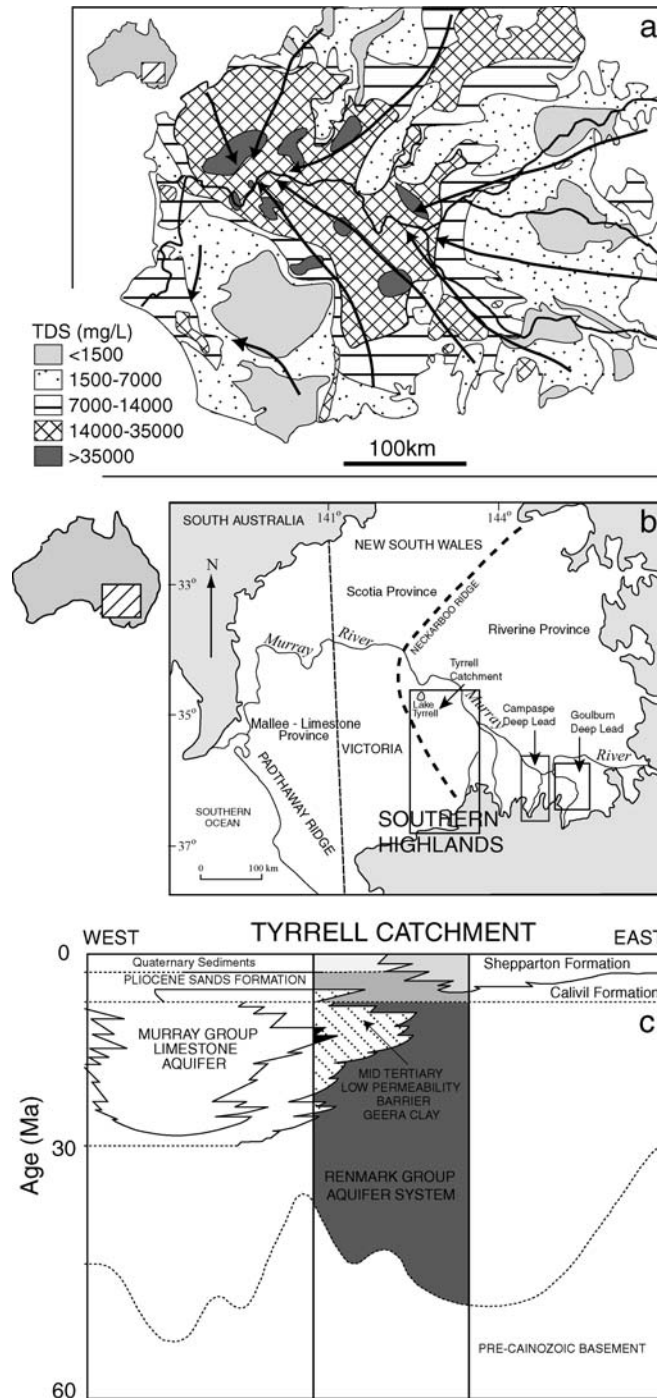 a
TDS (mg/L)
<1500
1500-7000
7000-14000
14000-35000
>35000
100km
b
SOUTH AUSTRALIA
141°
144°
NEW SOUTH WALES
N
33°
Scotia Province
NECKARBOO RIDGE
Riverine Province
Murray
River
Tyrrell
Catchment
Lake
Tyrrell
Murray
Campaspe
Deep Lead
Goulburn
Deep Lead
35°
Mallee - Limestone
Province
VICTORIA
River
PADTHAWAY RIDGE
SOUTHERN
OCEAN
SOUTHERN
HIGHLANDS
37°
0
100 km
TYRRELL CATCHMENT
WEST
EAST
0
Quaternary Sediments
Shepparton Formation
PLIOCENE SANDS FORMATION
Calivil Formation
c
MURRAY GROUP
LIMESTONE
AQUIFER
MID TERTIARY
LOW PERMEABILITY
BARRIER
GEERA CLAY
Age (Ma)
30
RENMARK GROUP
AQUIFER SYSTEM
PRE-CAINOZOIC BASEMENT
60